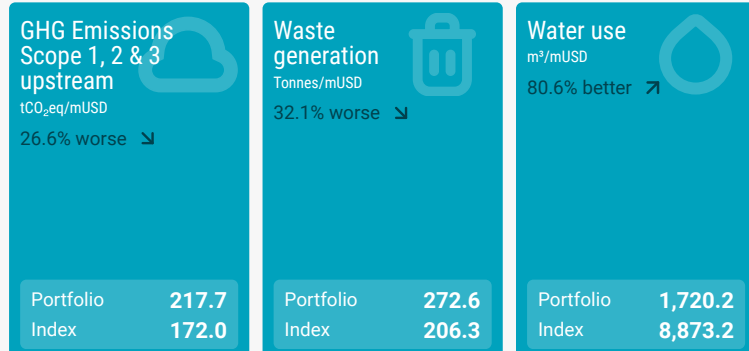 GHG Emissions
Scope 1, 2 & 3
upstream
tCO₂eq/mUSD
26.6% worse
Portfolio 217.7
Index 172.0
Waste
generation
Tonnes/mUSD
32.1% worse
Portfolio 272.6
Index 206.3
Water use
m³/mUSD
80.6% better
Portfolio 1,720.2
Index 8,873.2